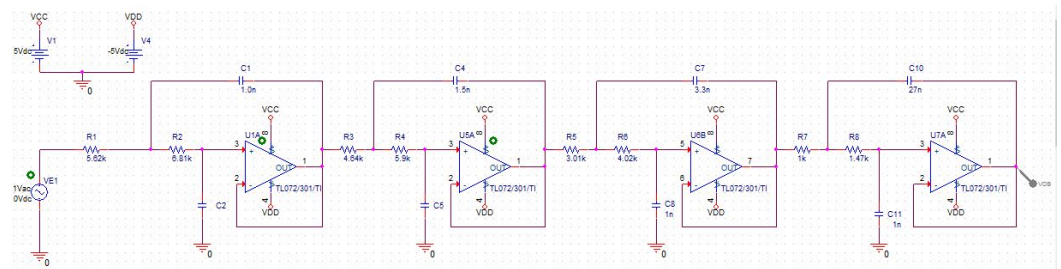 VCC
VDD
V1
V4
5Vdc
-5Vdc
0
C1
1.0n
C4
1.5n
C7
3.3n
C10
27n
VCC
VCC
VCC
VCC
R1
5.62k
R2
6.81k
U1A
8
3
+
2
-
OUT
1
4
TL072/301/TI
VDD
R3
4.64k
R4
5.9k
U5A
8
3
+
2
-
OUT
1
4
TL072/301/TI
VDD
R5
3.01k
R6
4.02k
U6B
8
5
+
6
-
OUT
7
4
TL072/301/TI
VDD
R7
1k
R8
1.47k
U7A
8
3
+
2
-
OUT
1
4
TL072/301/TI
VDD
VDB
VE1
1Vac
0Vdc
C2
C5
C8
1n
C11
1n
0
0
0
0
0